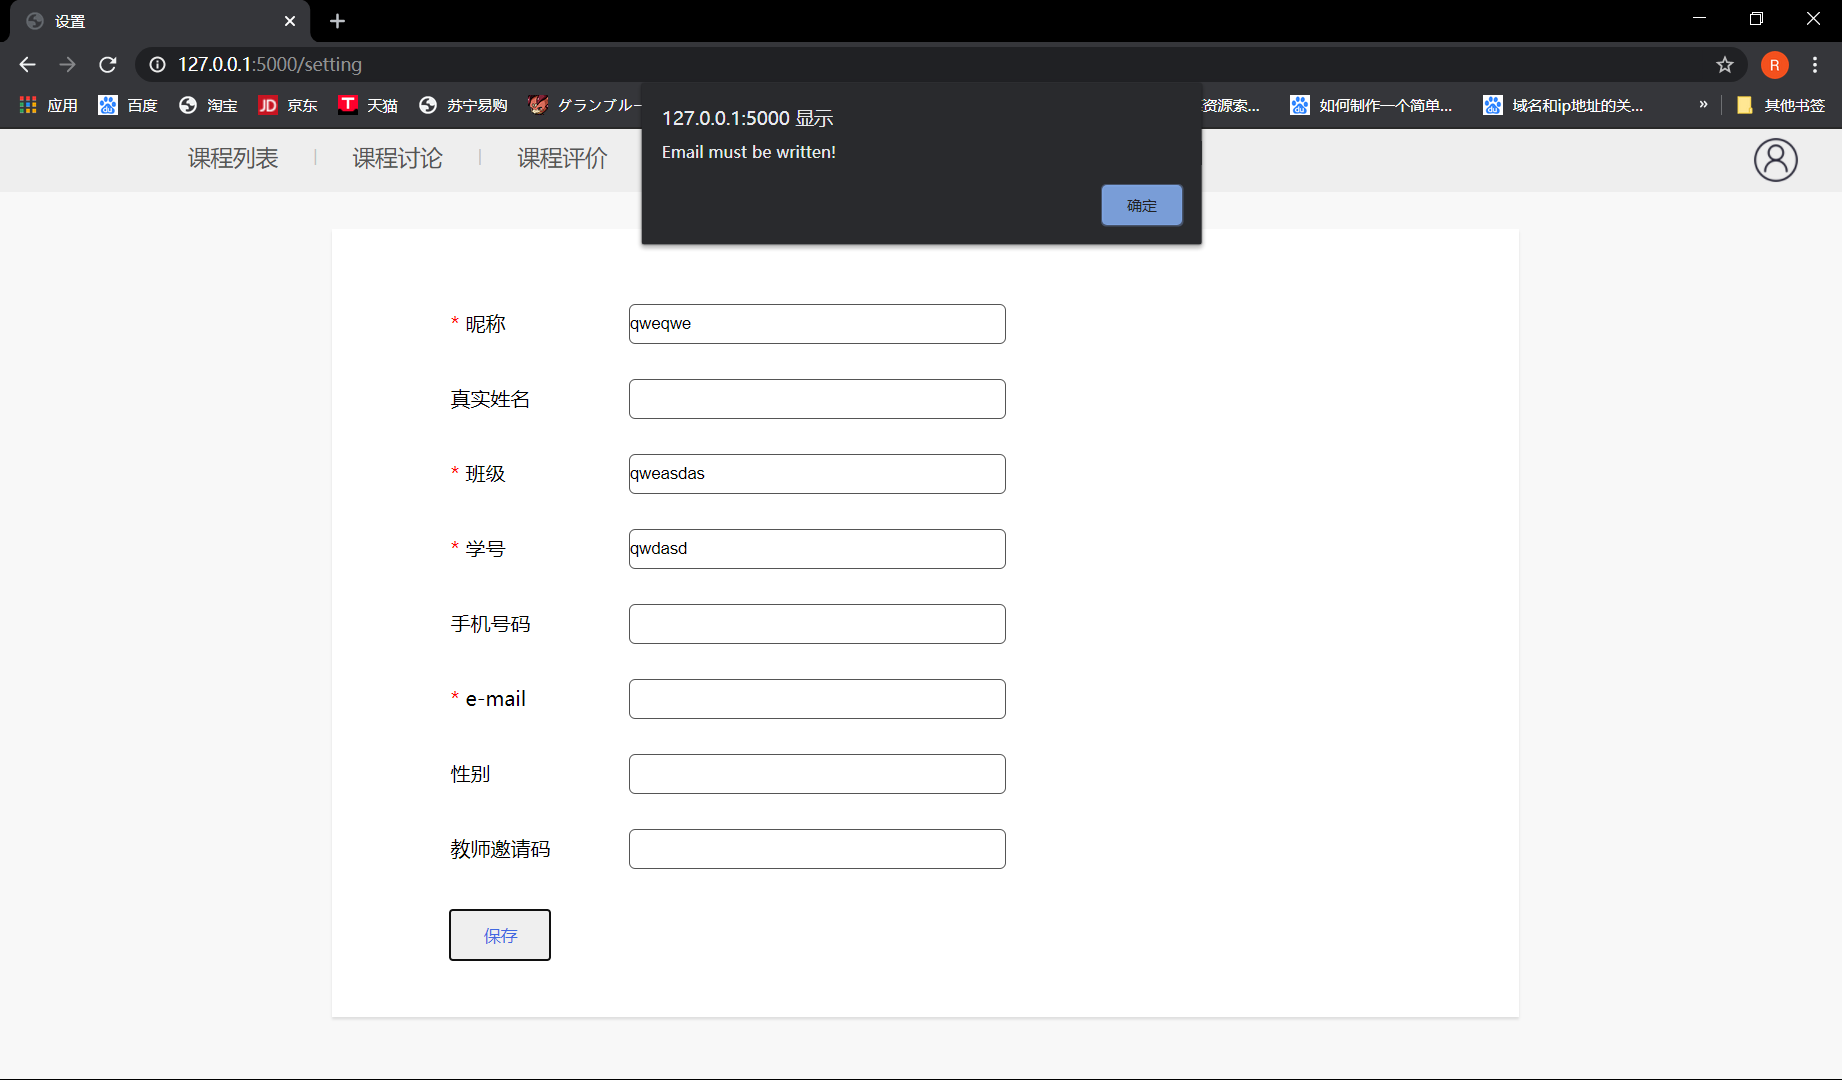 设置
127.0.0.1:5000/setting
R
应用 百度 淘宝 JD 京东 T 天猫 苏宁易购 グランブルー 资源索... 如何制作一个简单... 域名和ip地址的关... » 其他书签
127.0.0.1:5000 显示
Email must be written!
确定
课程列表 | 课程讨论 | 课程评价
* 昵称 qweqwe
真实姓名
* 班级 qweasdas
* 学号 qwdasd
手机号码
* e-mail
性别
教师邀请码
保存